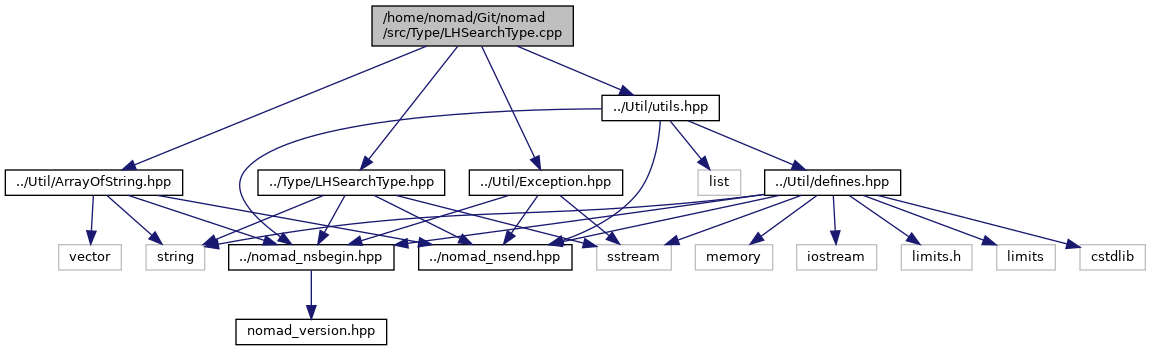 /home/nomad/Git/nomad
/src/Type/LHSearchType.cpp
../Util/utils.hpp
../Util/ArrayOfString.hpp
../Type/LHSearchType.hpp
../Util/Exception.hpp
list
../Util/defines.hpp
vector
string
../nomad_nsbegin.hpp
../nomad_nsend.hpp
sstream
memory
iostream
limits.h
limits
cstdlib
nomad_version.hpp